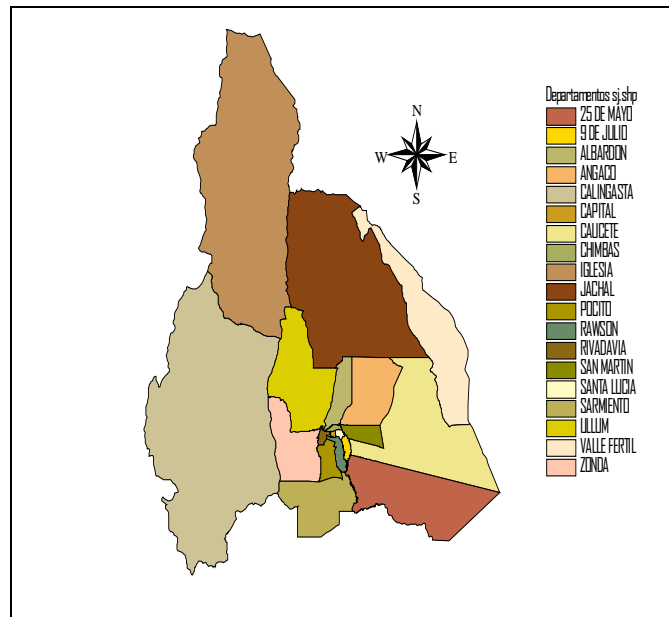 N
W E
S
Departamentos sj.shp
25 DE MAYO
9 DE JULIO
ALBARDON
ANGACO
CALINGASTA
CAPITAL
CAUCETE
CHIMBAS
IGLESIA
JACHAL
POCITO
RAWSON
RIVADAVIA
SAN MARTIN
SANTA LUCIA
SARMIENTO
ULLUM
VALLE FERTIL
ZONDA